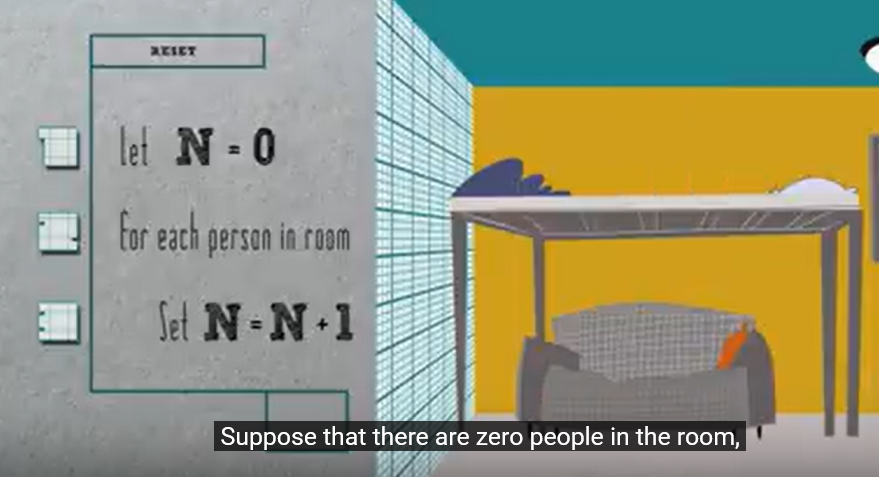 RESET
let N = 0
For each person in room
Set N = N + 1
Suppose that there are zero people in the room,